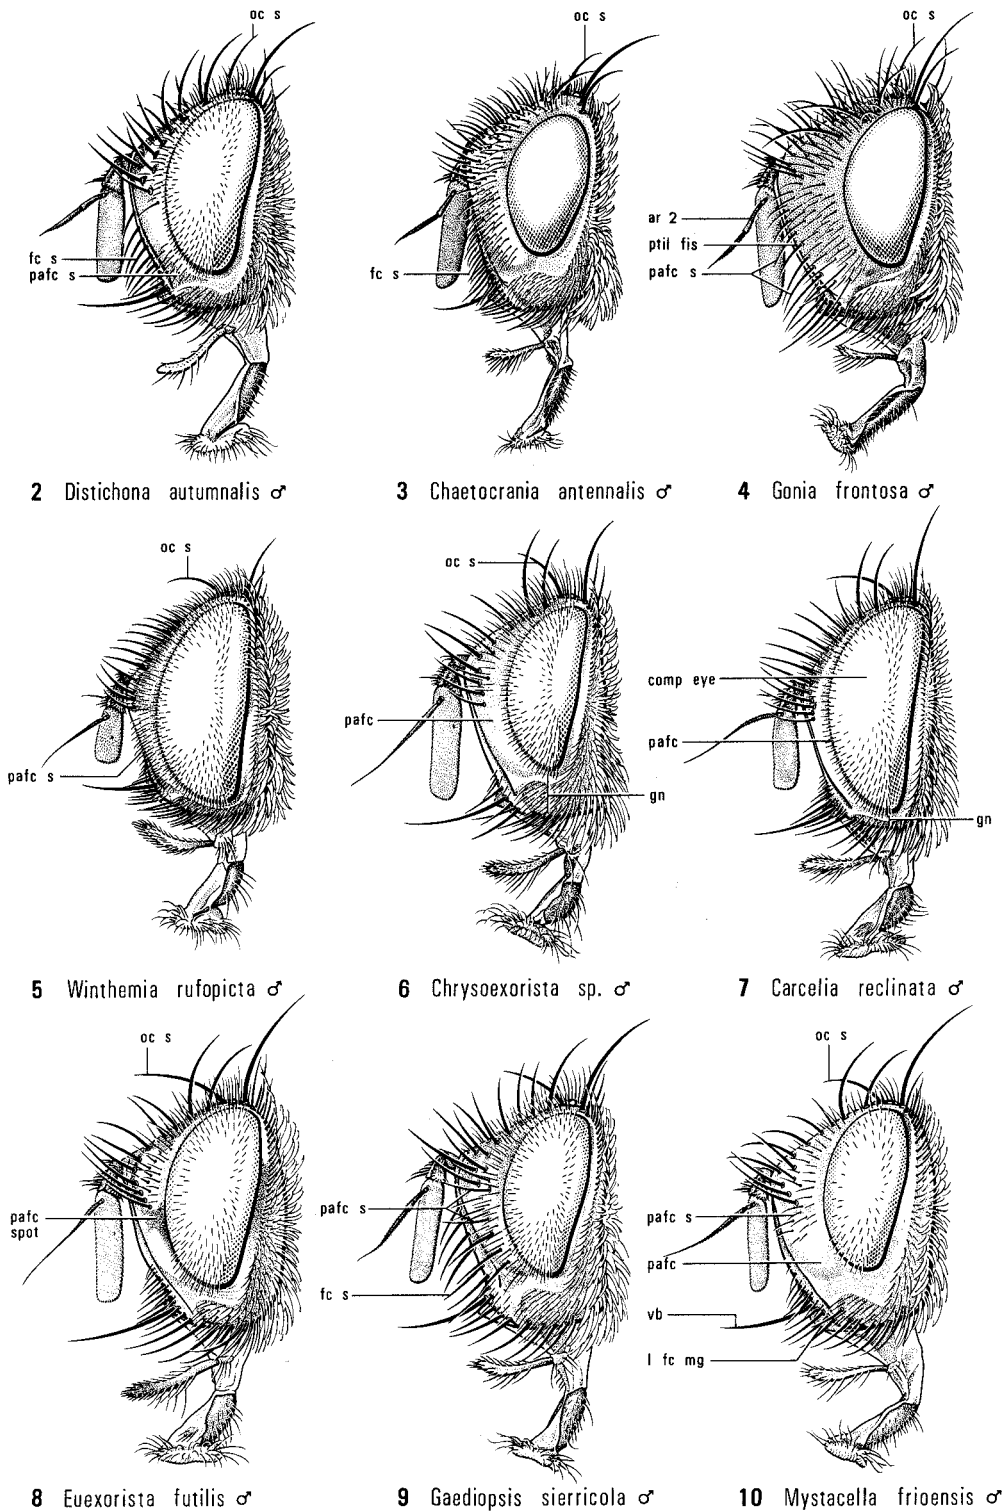 oc s
oc s
oc s
fc s
pafc s
fc s
ar 2
ptil fis
pafc s
2 Distichona autumnalis ♂
3 Chaetocrania antennalis ♂
4 Gonia frontosa ♂
oc s
pafc s
oc s
pafc
gn
comp eye
pafc
gn
5 Winthemia rufopicta ♂
6 Chrysoexorista sp. ♂
7 Carcelia reclinata ♂
oc s
pafc
spot
pafc s
fc s
oc s
pafc s
pafc
vb
l fc mg
8 Euexorista futilis ♂
9 Gaediopsis sierricola ♂
10 Mystacella frioensis ♂